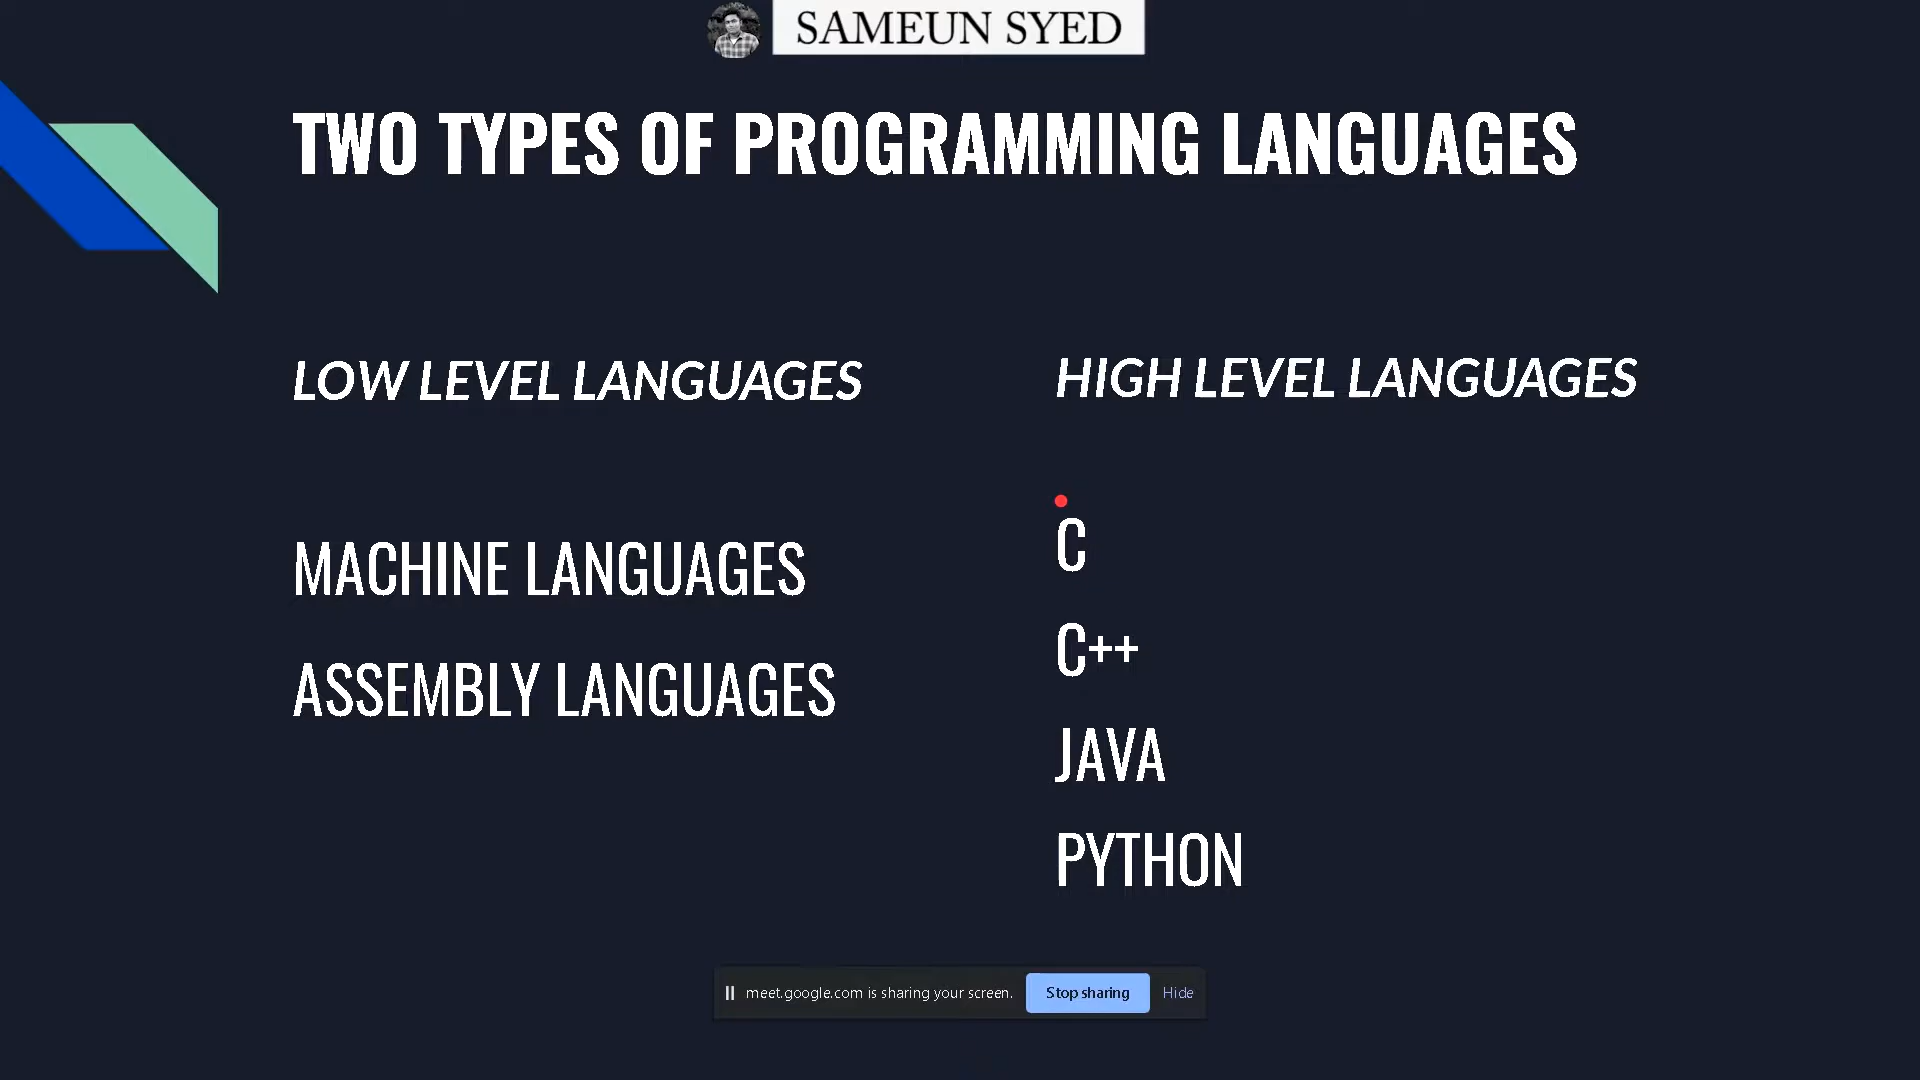 SAMEUN SYED
TWO TYPES OF PROGRAMMING LANGUAGES
LOW LEVEL LANGUAGES
MACHINE LANGUAGES
ASSEMBLY LANGUAGES
HIGH LEVEL LANGUAGES
C
C++
JAVA
PYTHON
meet.google.com is sharing your screen. Stop sharing Hide